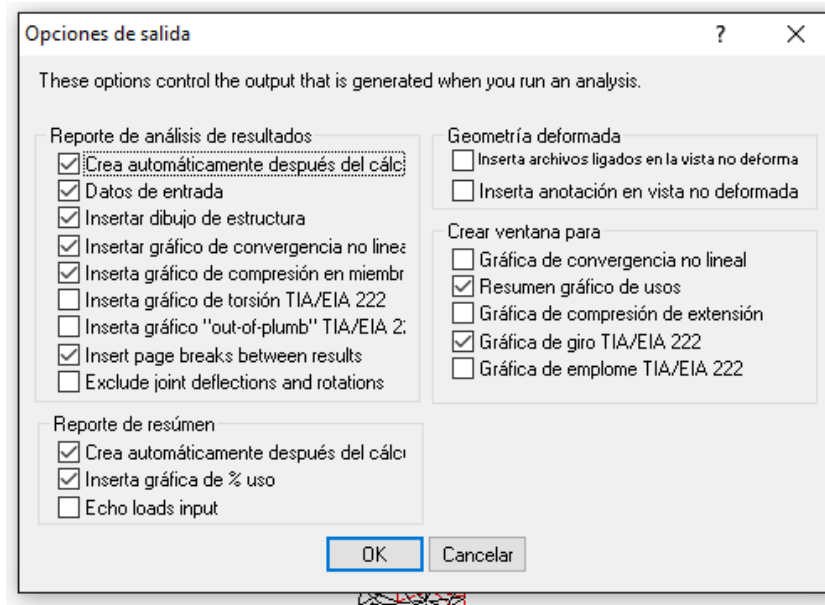 Opciones de salida
These options control the output that is generated when you run an analysis.
Reporte de análisis de resultados
Crea automáticamente después del cálc
Datos de entrada
Insertar dibujo de estructura
Insertar gráfico de convergencia no linea
Inserta gráfico de compresión en miembr
Inserta gráfico de torsión TIA/EIA 222
Inserta gráfico "out-of-plumb" TIA/EIA 2
Insert page breaks between results
Exclude joint deflections and rotations
Reporte de resúmen
Crea automáticamente después del cálcu
Inserta gráfica de % uso
Echo loads input
Geometría deformada
Inserta archivos ligados en la vista no deforma
Inserta anotación en vista no deformada
Crear ventana para
Gráfica de convergencia no lineal
Resumen gráfico de usos
Gráfica de compresión de extensión
Gráfica de giro TIA/EIA 222
Gráfica de emplome TIA/EIA 222
OK
Cancelar